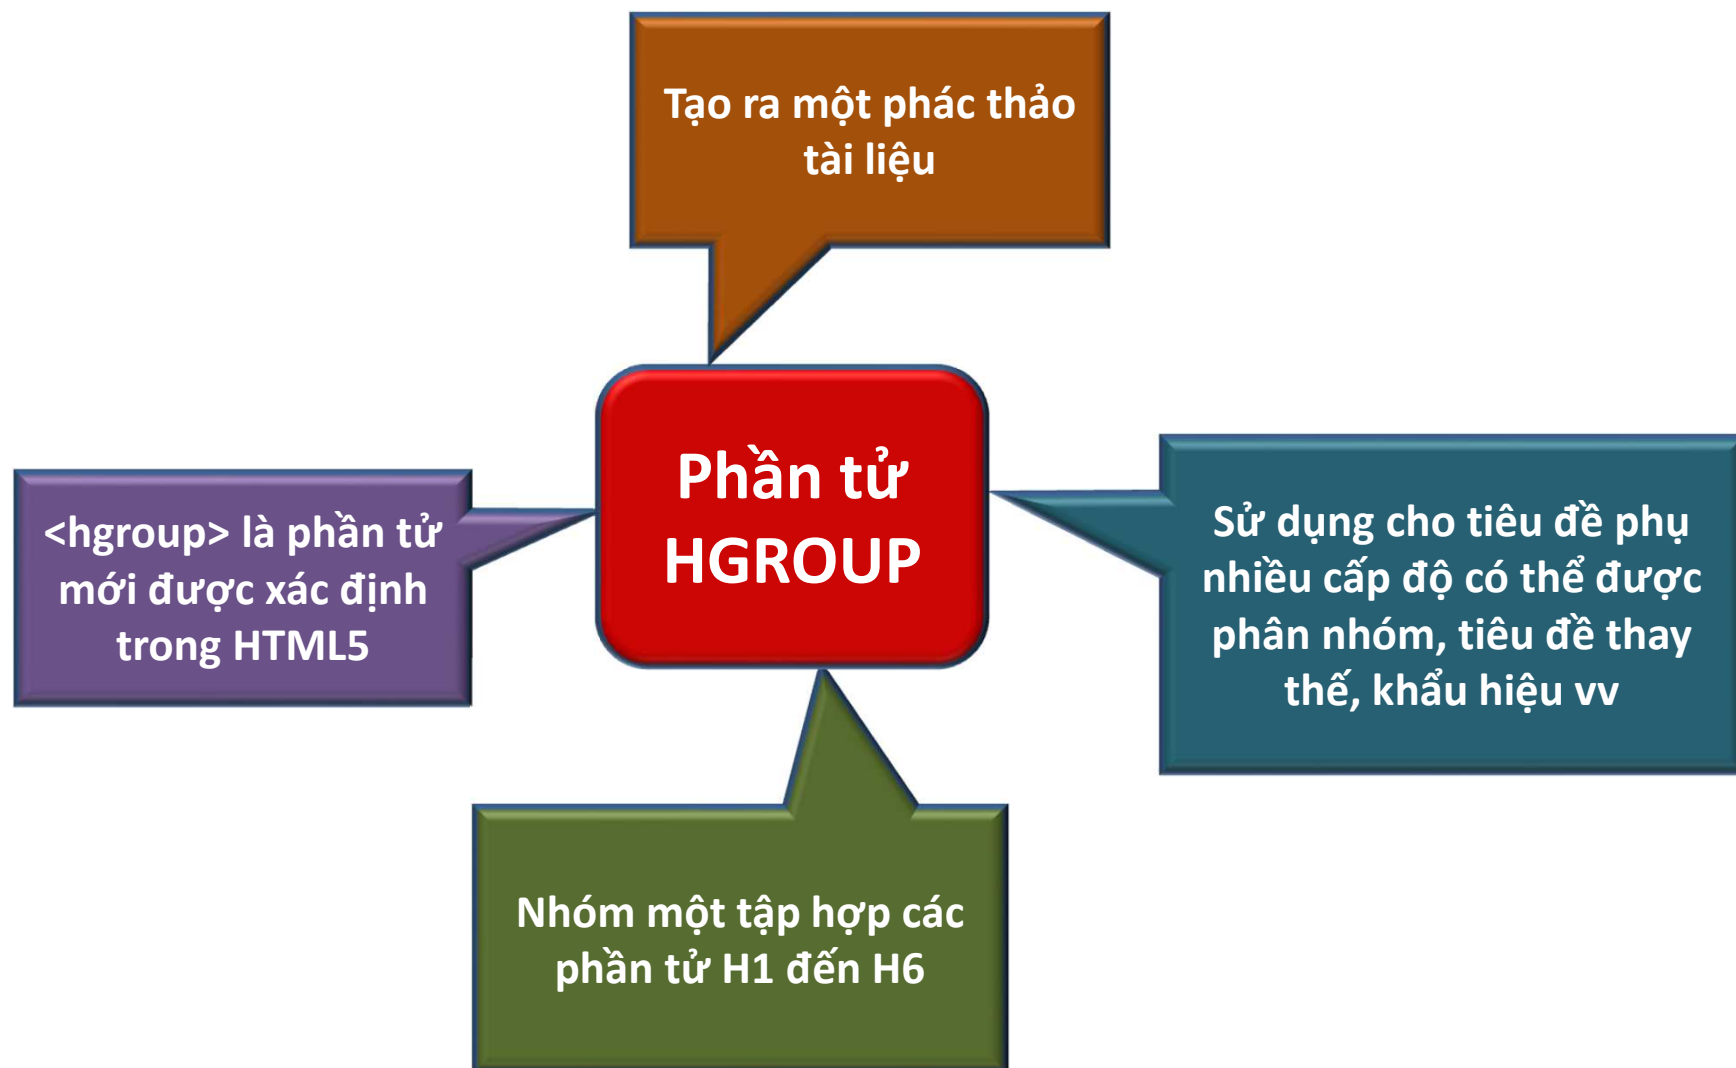 Tạo ra một phác thảo
tài liệu
Phần tử
HGROUP
<hgroup> là phần tử
mới được xác định
trong HTML5
Sử dụng cho tiêu đề phụ
nhiều cấp độ có thể được
phân nhóm, tiêu đề thay
thế, khẩu hiệu vv
Nhóm một tập hợp các
phần tử H1 đến H6